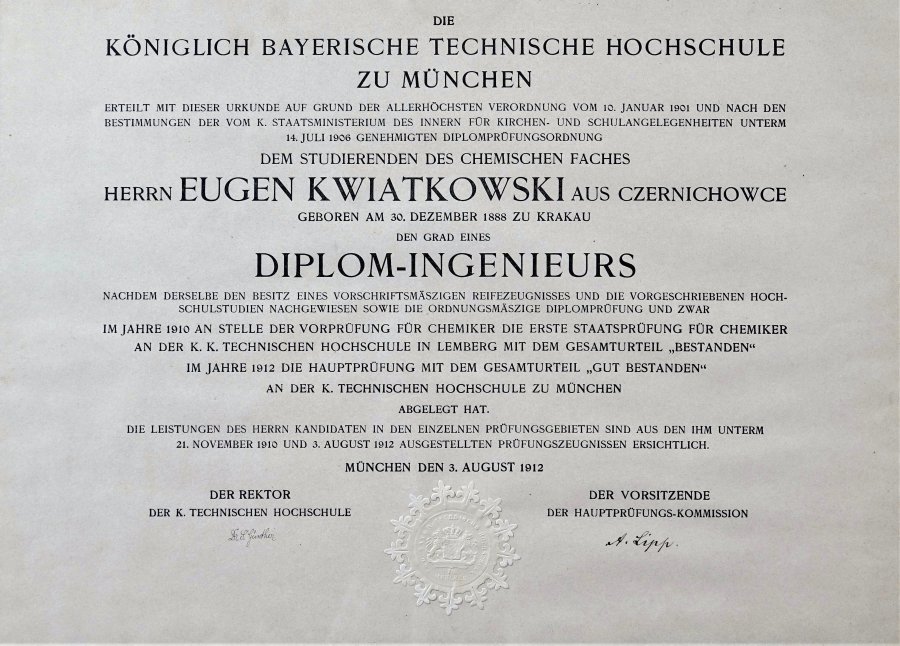 DIE
KÖNIGLICH BAYERISCHE TECHNISCHE HOCHSCHULE
ZU MÜNCHEN
ERTEILT MIT DIESER URKUNDE AUF GRUND DER ALLERHÖCHSTEN VERORDNUNG VOM 10. JANUAR 1901 UND NACH DEN
BESTIMMUNGEN DER VOM K. STAATSMINISTERIUM DES INNERN FÜR KIRCHEN- UND SCHULANGELEGENHEITEN UNTERM
14. JULI 1906 GENEHMIGTEN DIPLOMPRÜFUNGSORDNUNG
DEM STUDIERENDEN DES CHEMISCHEN FACHES
HERRN EUGEN KWIATKOWSKI AUS CZERNICHOWCE
GEBOREN AM 30. DEZEMBER 1888 ZU KRAKAU
DEN GRAD EINES
DIPLOM-INGENIEURS
NACHDEM DERSELBE DEN BESITZ EINES VORSCHRIFTSMÄSZIGEN REIFEZEUGNISSES UND DIE VORGESCHRIEBENEN HOCH-
SCHULSTUDIEN NACHGEWIESEN SOWIE DIE ORDNUNGSMÄSZIGE DIPLOMPRÜFUNG UND ZWAR
IM JAHRE 1910 AN STELLE DER VORPRÜFUNG FÜR CHEMIKER DIE ERSTE STAATSPRÜFUNG FÜR CHEMIKER
AN DER K. K. TECHNISCHEN HOCHSCHULE IN LEMBERG MIT DEM GESAMTURTEIL „BESTANDEN“
IM JAHRE 1912 DIE HAUPTPRÜFUNG MIT DEM GESAMTURTEIL „GUT BESTANDEN“
AN DER K. TECHNISCHEN HOCHSCHULE ZU MÜNCHEN
ABGELEGT HAT.
DIE LEISTUNGEN DES HERRN KANDIDATEN IN DEN EINZELNEN PRÜFUNGSGEBIETEN SIND AUS DEN IHM UNTERM
21. NOVEMBER 1910 UND 3. AUGUST 1912 AUSGESTELLTEN PRÜFUNGSZEUGNISSEN ERSICHTLICH.
MÜNCHEN DEN 3. AUGUST 1912
DER REKTOR
DER K. TECHNISCHEN HOCHSCHULE
Günther
DER VORSITZENDE
DER HAUPTPRÜFUNGS-KOMMISSION
A. Lipp.